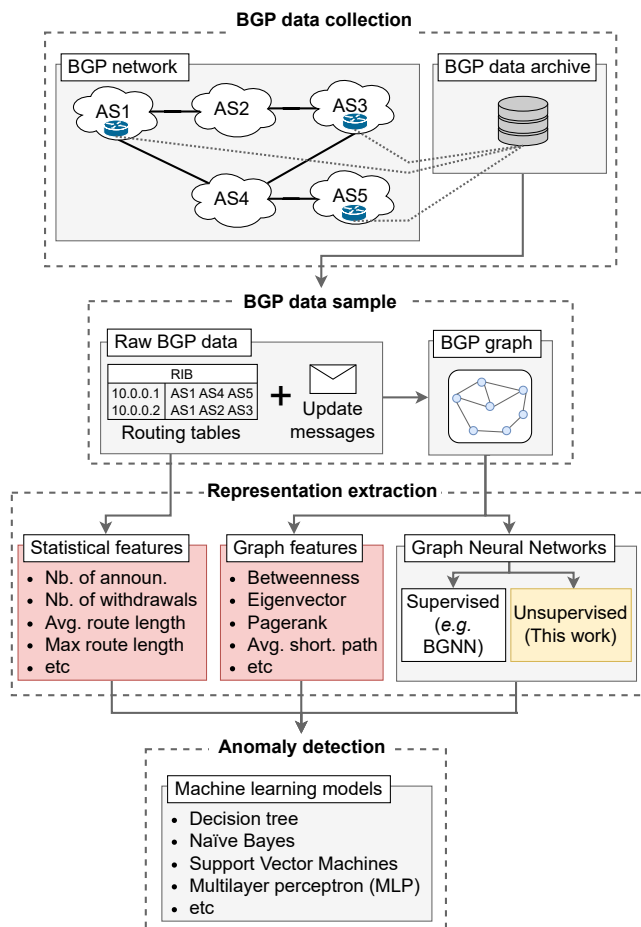 BGP data collection
BGP network
BGP data archive
AS1
AS2
AS3
AS4
AS5
BGP data sample
Raw BGP data
BGP graph
RIB
10.0.0.1 AS1 AS4 AS5
10.0.0.2 AS1 AS2 AS3
Routing tables
+
Update
messages
Representation extraction
Statistical features
• Nb. of announ.
• Nb. of withdrawals
• Avg. route length
• Max route length
• etc
Graph features
• Betweenness
• Eigenvector
• Pagerank
• Avg. short. path
• etc
Graph Neural Networks
Supervised
(e.g.
BGNN)
Unsupervised
(This work)
Anomaly detection
Machine learning models
• Decision tree
• Naïve Bayes
• Support Vector Machines
• Multilayer perceptron (MLP)
• etc